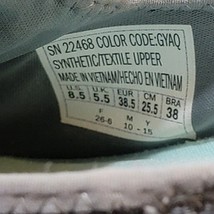 SN 22468 COLOR CODE:GYAQ
SYNTHETIC/TEXTILE UPPER
MADE IN VIETNAM/HECHO EN VIETNAM
U.S. U.K. EUR CM BRA
8.5 5.5 38.5 25.5 38
F M Y
26-6 10 - 15